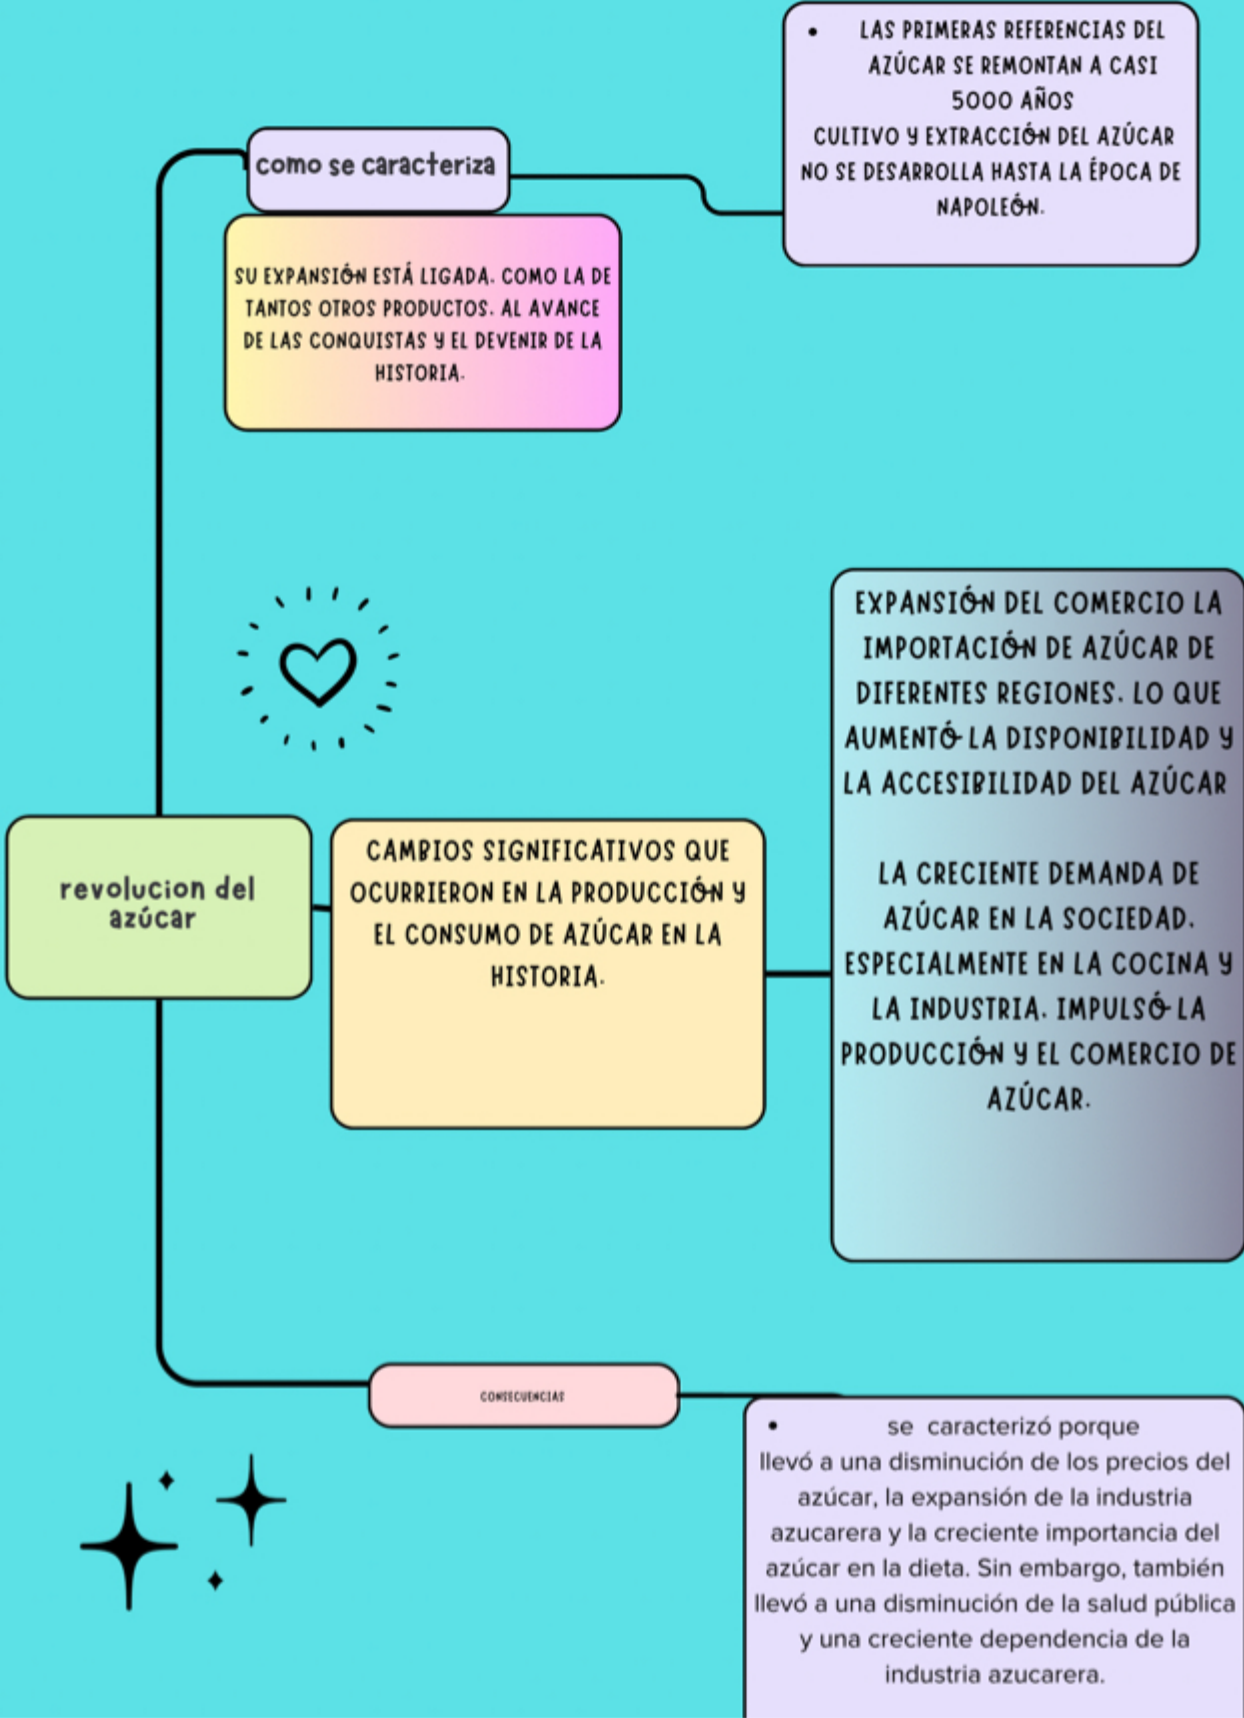 • LAS PRIMERAS REFERENCIAS DEL
AZÚCAR SE REMONTAN A CASI
5000 AÑOS
CULTIVO Y EXTRACCIÓN DEL AZÚCAR
NO SE DESARROLLA HASTA LA ÉPOCA DE
NAPOLEÓN.
como se caracteriza
SU EXPANSIÓN ESTÁ LIGADA, COMO LA DE
TANTOS OTROS PRODUCTOS, AL AVANCE
DE LAS CONQUISTAS Y EL DEVENIR DE LA
HISTORIA.
revolucion del
azúcar
CAMBIOS SIGNIFICATIVOS QUE
OCURRIERON EN LA PRODUCCIÓN Y
EL CONSUMO DE AZÚCAR EN LA
HISTORIA.
EXPANSIÓN DEL COMERCIO LA
IMPORTACIÓN DE AZÚCAR DE
DIFERENTES REGIONES, LO QUE
AUMENTÓ LA DISPONIBILIDAD Y
LA ACCESIBILIDAD DEL AZÚCAR
LA CRECIENTE DEMANDA DE
AZÚCAR EN LA SOCIEDAD,
ESPECIALMENTE EN LA COCINA Y
LA INDUSTRIA, IMPULSÓ LA
PRODUCCIÓN Y EL COMERCIO DE
AZÚCAR.
CONSECUENCIAS
• se caracterizó porque
llevó a una disminución de los precios del
azúcar, la expansión de la industria
azucarera y la creciente importancia del
azúcar en la dieta. Sin embargo, también
llevó a una disminución de la salud pública
y una creciente dependencia de la
industria azucarera.